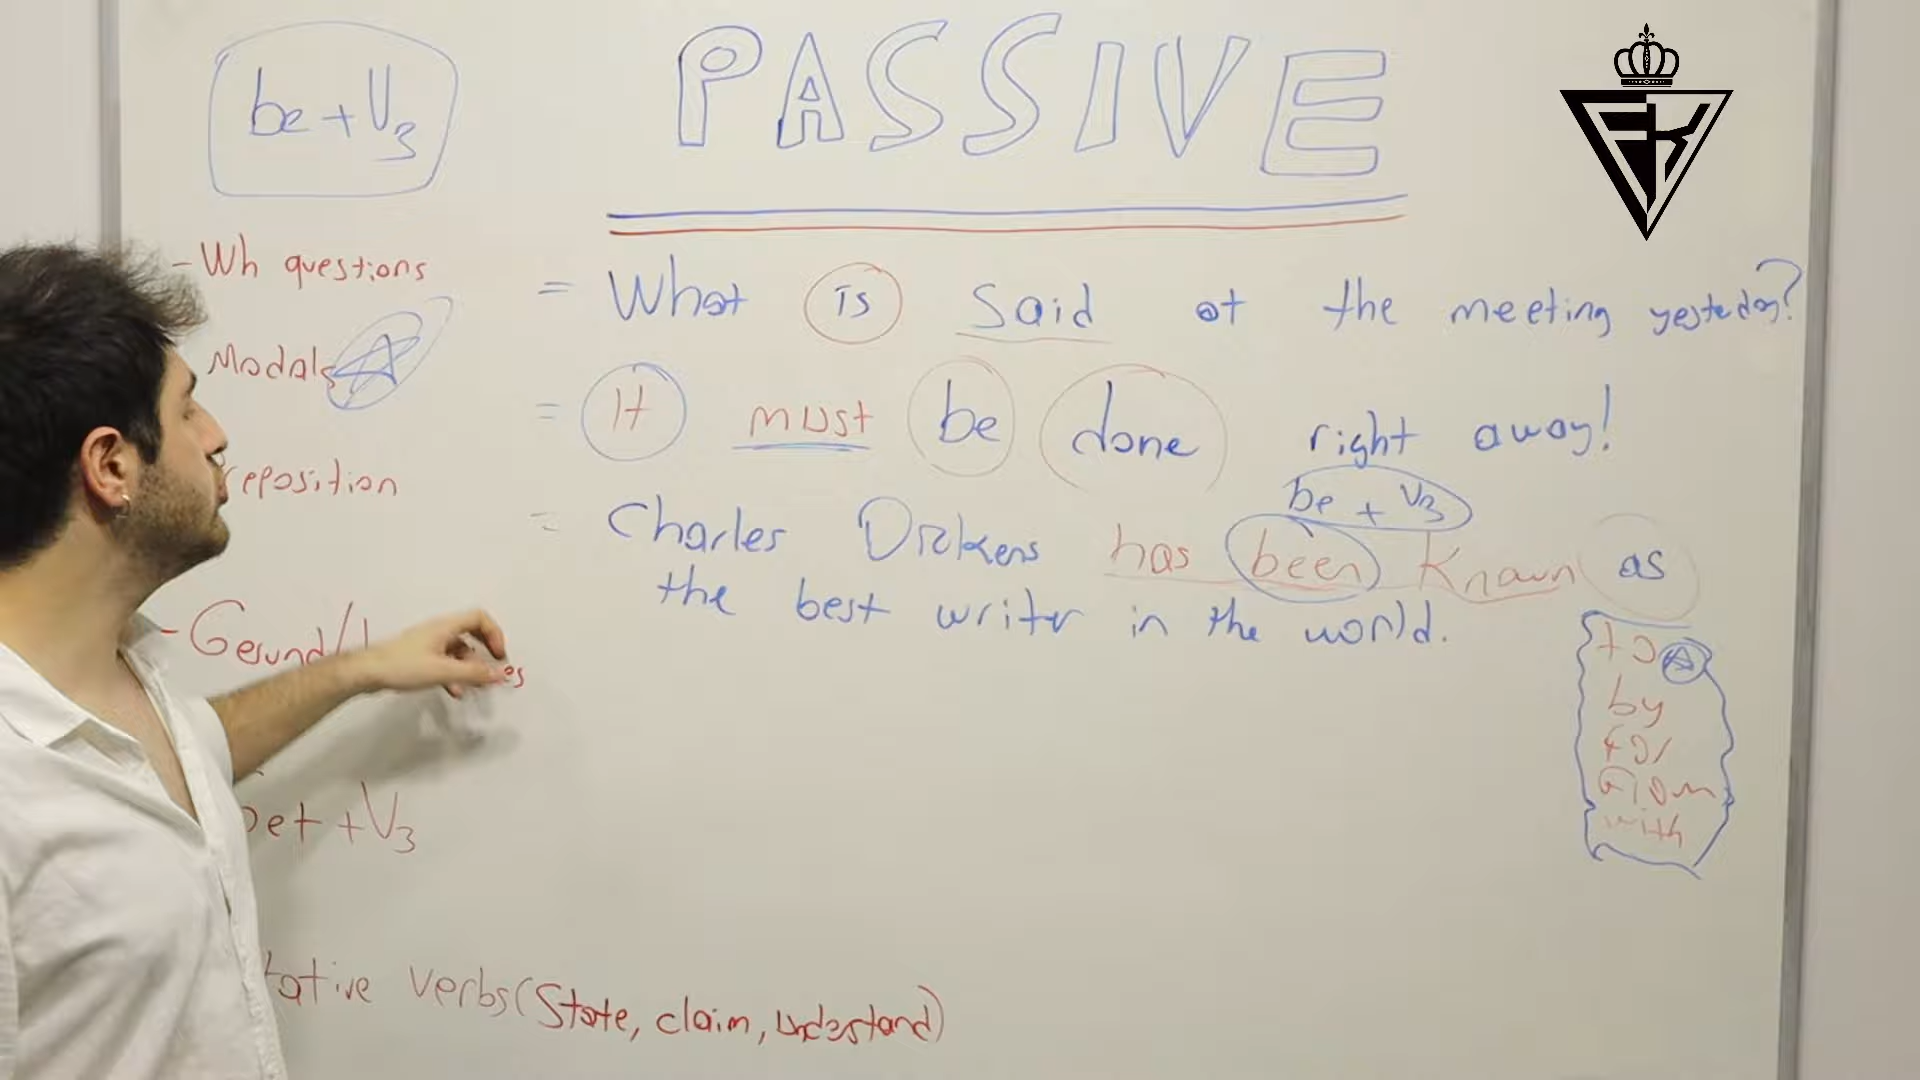 be + V3
PASSIVE
- Wh questions
= What is said at the meeting yesterday?
Modals
= It must be done right away!
reposition
be + V3
= Charles Dickens has been known as
the best writer in the world.
to
by
for
from
with
- Gerund/
es
et + V3
tative verbs (State, claim, understand)